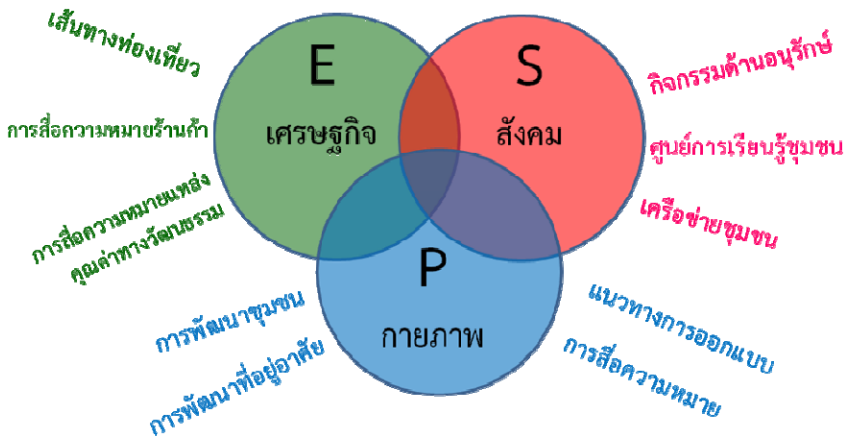 เส้นทางท่องเที่ยว
การสื่อความหมายร้านค้า
การสื่อความหมายแหล่ง
คุณค่าทางวัฒนธรรม
E
เศรษฐกิจ
S
สังคม
กิจกรรมด้านอนุรักษ์
ศูนย์การเรียนรู้ชุมชน
เครือข่ายชุมชน
P
กายภาพ
การพัฒนาชุมชน
การพัฒนาที่อยู่อาศัย
แนวทางการออกแบบ
การสื่อความหมาย